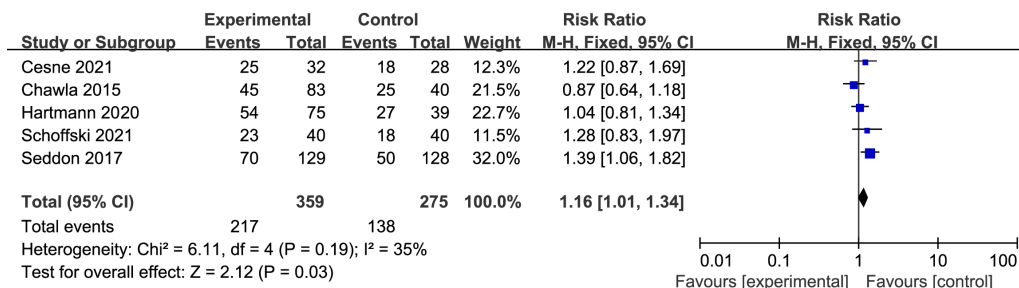 Experimental Control Risk Ratio Risk Ratio
Study or Subgroup Events Total Events Total Weight M-H, Fixed, 95% CI M-H, Fixed, 95% CI
Cesne 2021 25 32 18 28 12.3% 1.22 [0.87, 1.69]
Chawla 2015 45 83 25 40 21.5% 0.87 [0.64, 1.18]
Hartmann 2020 54 75 27 39 22.7% 1.04 [0.81, 1.34]
Schoffski 2021 23 40 18 40 11.5% 1.28 [0.83, 1.97]
Seddon 2017 70 129 50 128 32.0% 1.39 [1.06, 1.82]
Total (95% CI) 359 275 100.0% 1.16 [1.01, 1.34]
Total events 217 138
Heterogeneity: Chi² = 6.11, df = 4 (P = 0.19); I² = 35%
Test for overall effect: Z = 2.12 (P = 0.03)
0.01 0.1 1 10 100
Favours [experimental] Favours [control]